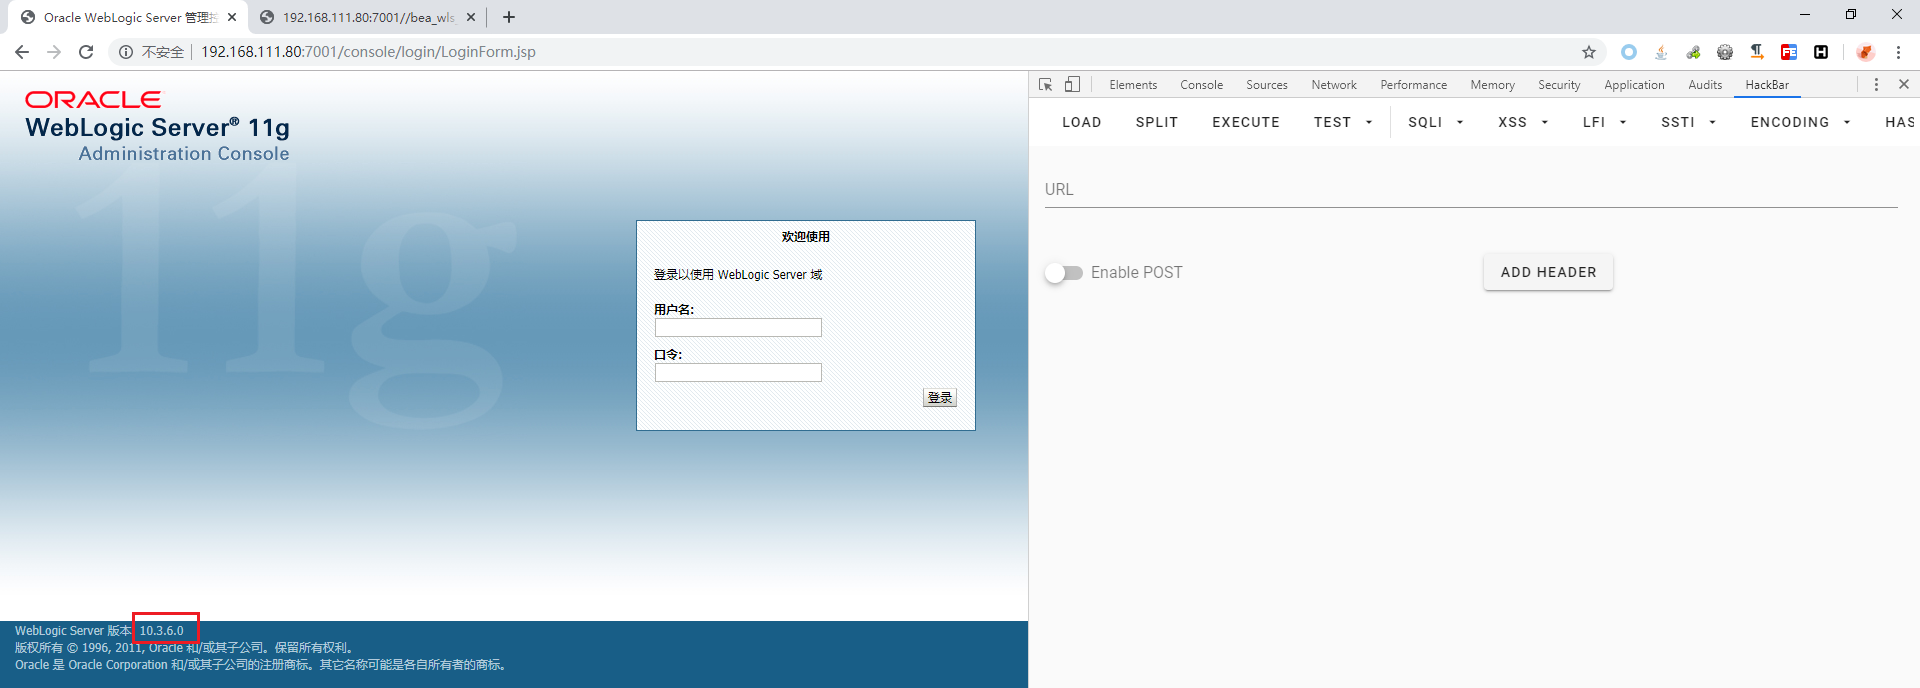 Oracle WebLogic Server 管理控
192.168.111.80:7001//bea_wls_
不安全
192.168.111.80:7001/console/login/LoginForm.jsp
ORACLE
WebLogic Server® 11g
Administration Console
11g
欢迎使用
登录以使用 WebLogic Server 域
用户名:
口令:
登录
WebLogic Server 版本: 10.3.6.0
版权所有 © 1996, 2011, Oracle 和/或其子公司。保留所有权利。
Oracle 是 Oracle Corporation 和/或其子公司的注册商标。其它名称可能是各自所有者的商标。
Elements Console Sources Network Performance Memory Security Application Audits HackBar
LOAD SPLIT EXECUTE TEST SQLI XSS LFI SSTI ENCODING HAS
URL
Enable POST
ADD HEADER